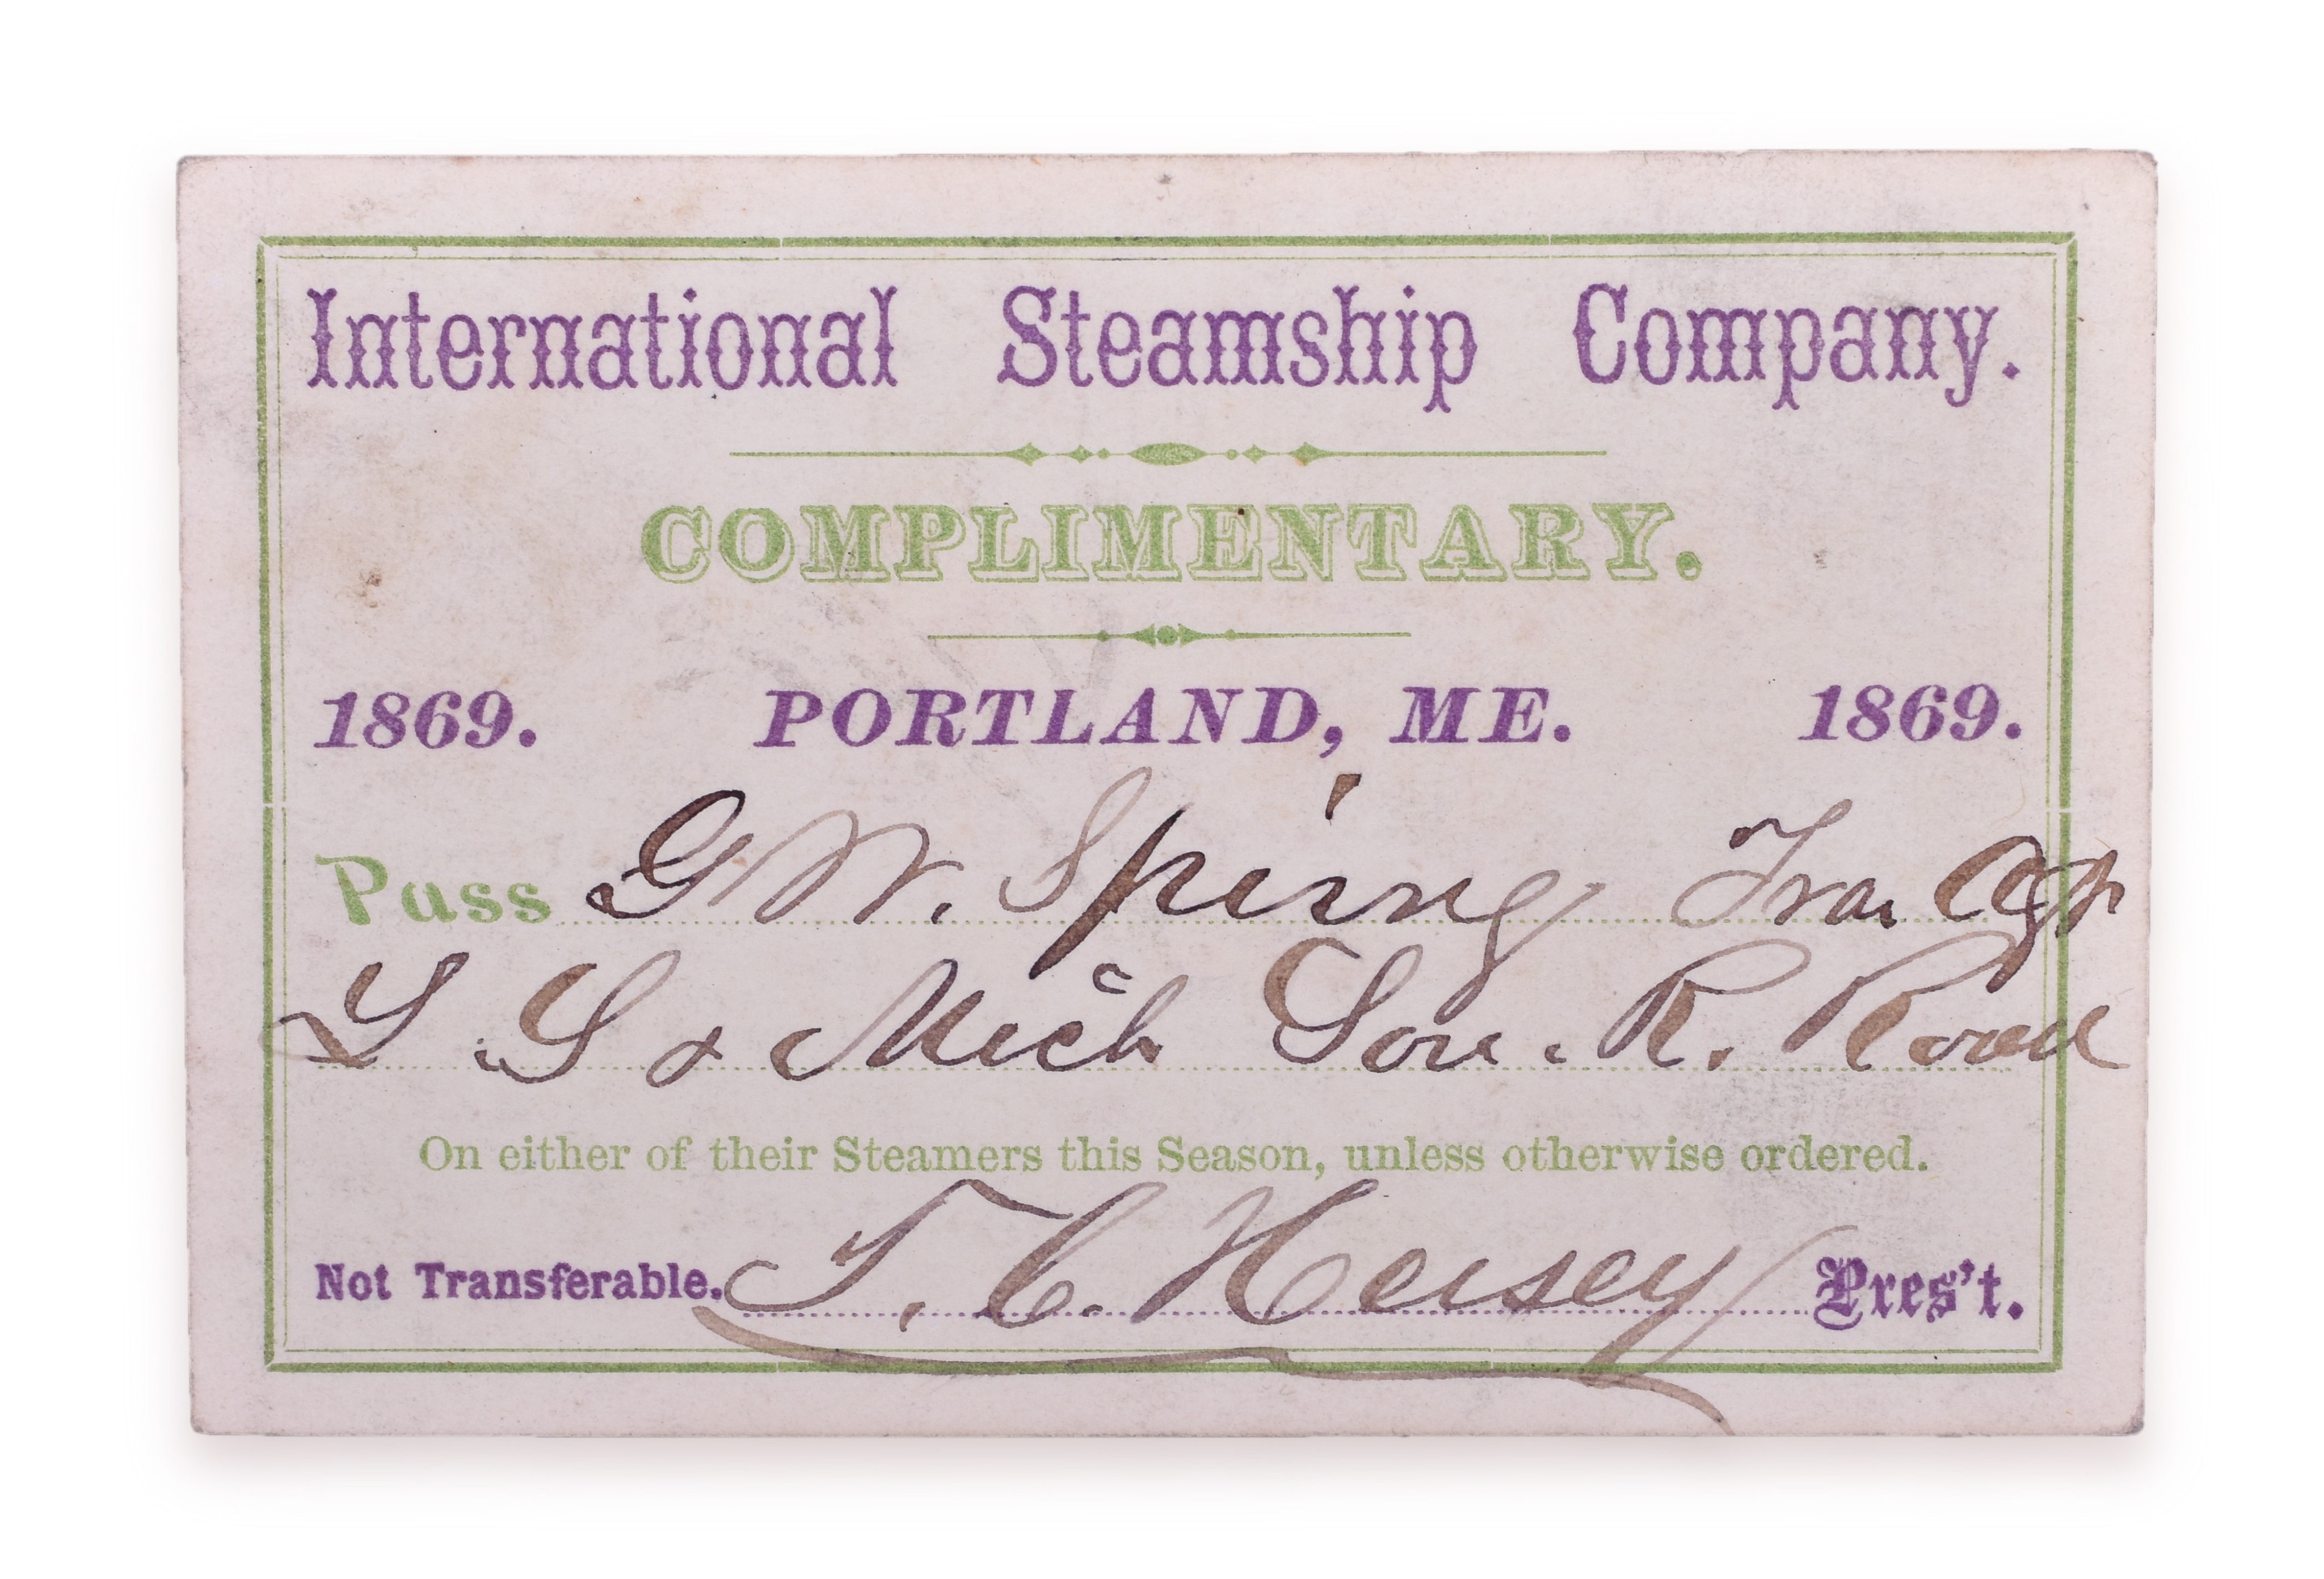 International Steamship Company.
COMPLIMENTARY.
1869. PORTLAND, ME. 1869.
Pass G W. Spring Tra. Agt
L. S & Mich Sou. R. Road
On either of their Steamers this Season, unless otherwise ordered.
Not Transferable. T. C. Hersey Pres't.